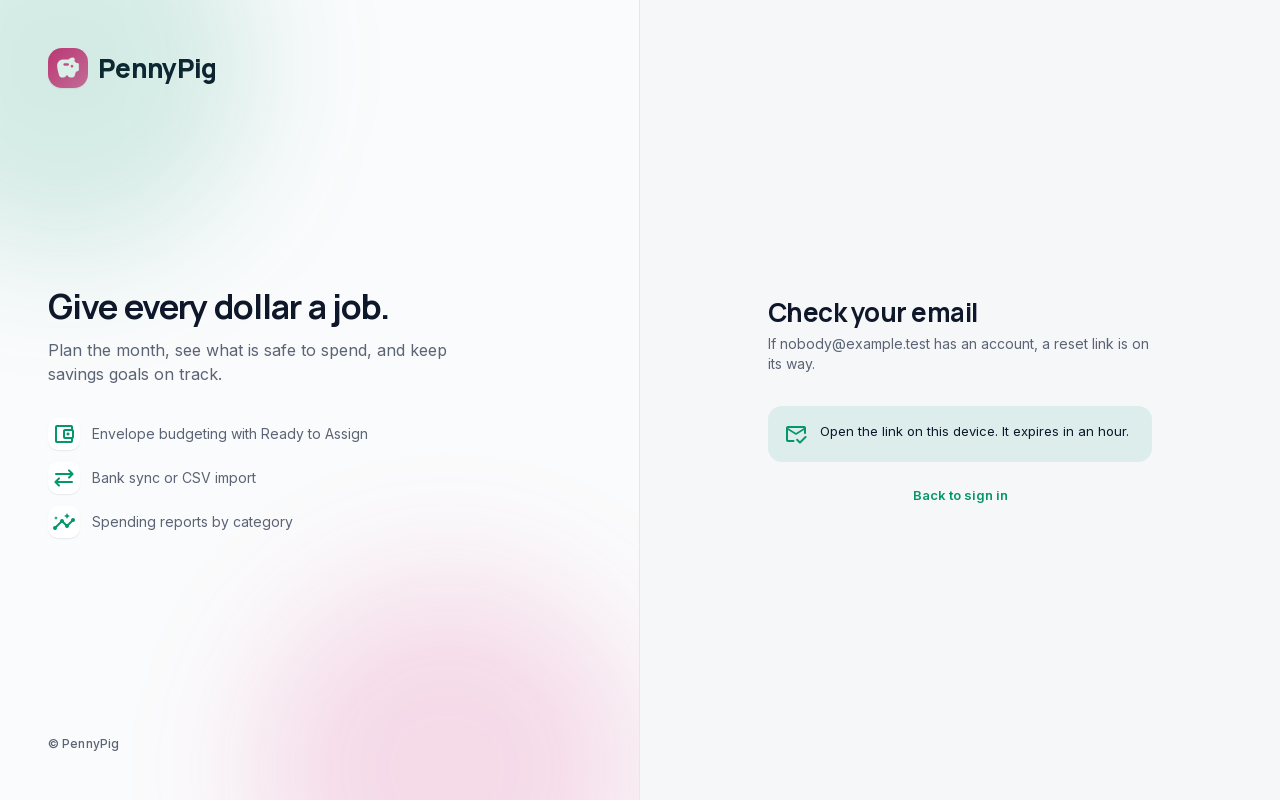 PennyPig
Give every dollar a job.
Plan the month, see what is safe to spend, and keep
savings goals on track.
Envelope budgeting with Ready to Assign
Bank sync or CSV import
Spending reports by category
© PennyPig
Check your email
If nobody@example.test has an account, a reset link is on
its way.
Open the link on this device. It expires in an hour.
Back to sign in